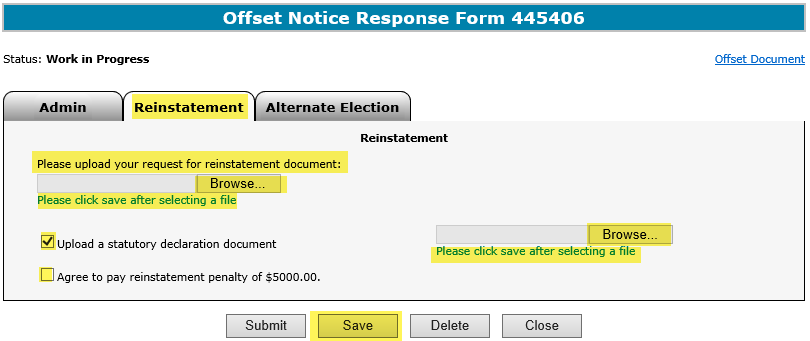 Offset Notice Response Form 445406
Status: Work in Progress
Offset Document
Admin
Reinstatement
Alternate Election
Reinstatement
Please upload your request for reinstatement document:
Browse...
Please click save after selecting a file
Upload a statutory declaration document
Browse...
Please click save after selecting a file
Agree to pay reinstatement penalty of $5000.00.
Submit
Save
Delete
Close